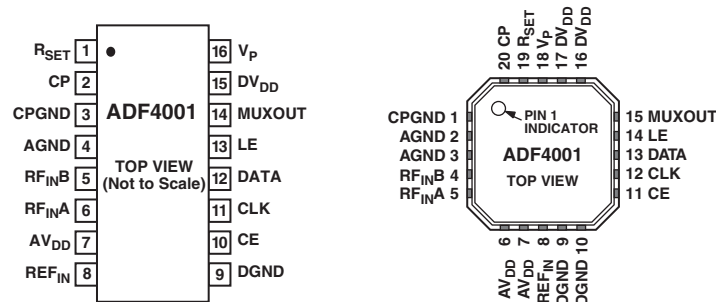 RSET 1
CP 2
CPGND 3
AGND 4
RFINB 5
RFINA 6
AVDD 7
REFIN 8
ADF4001
TOP VIEW
(Not to Scale)
16 VP
15 DVDD
14 MUXOUT
13 LE
12 DATA
11 CLK
10 CE
9 DGND
20 CP
19 RSET
18 VP
17 DVDD
16 DVDD
CPGND 1
AGND 2
AGND 3
RFINB 4
RFINA 5
PIN 1
INDICATOR
ADF4001
TOP VIEW
15 MUXOUT
14 LE
13 DATA
12 CLK
11 CE
AVDD 6
AVDD 7
REFIN 8
DGND 9
DGND 10